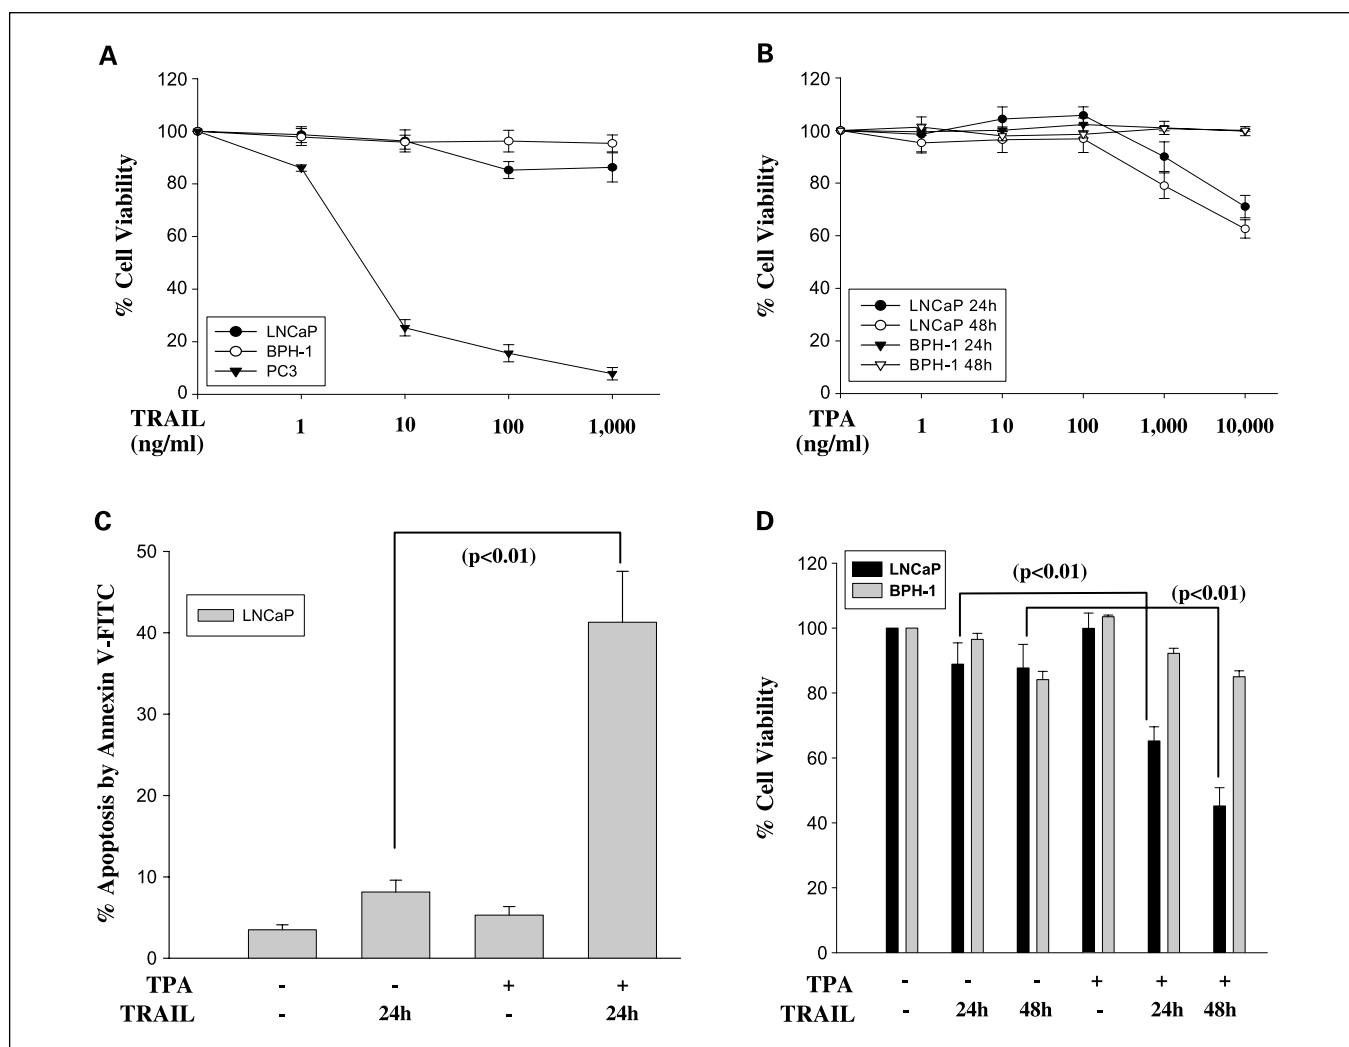 A
120
100
80
60
40
20
0
% Cell Viability
LNCaP
BPH-1
PC3
TRAIL
(ng/ml)
1 10 100 1,000
B
120
100
80
60
40
20
0
% Cell Viability
LNCaP 24h
LNCaP 48h
BPH-1 24h
BPH-1 48h
TPA
(ng/ml)
1 10 100 1,000 10,000
C
50
40
30
20
10
0
% Apoptosis by Annexin V-FITC
(p<0.01)
LNCaP
TPA - - + +
TRAIL - 24h - 24h
D
120
100
80
60
40
20
0
% Cell Viability
LNCaP
BPH-1
(p<0.01)
(p<0.01)
TPA - - - + + +
TRAIL - 24h 48h - 24h 48h